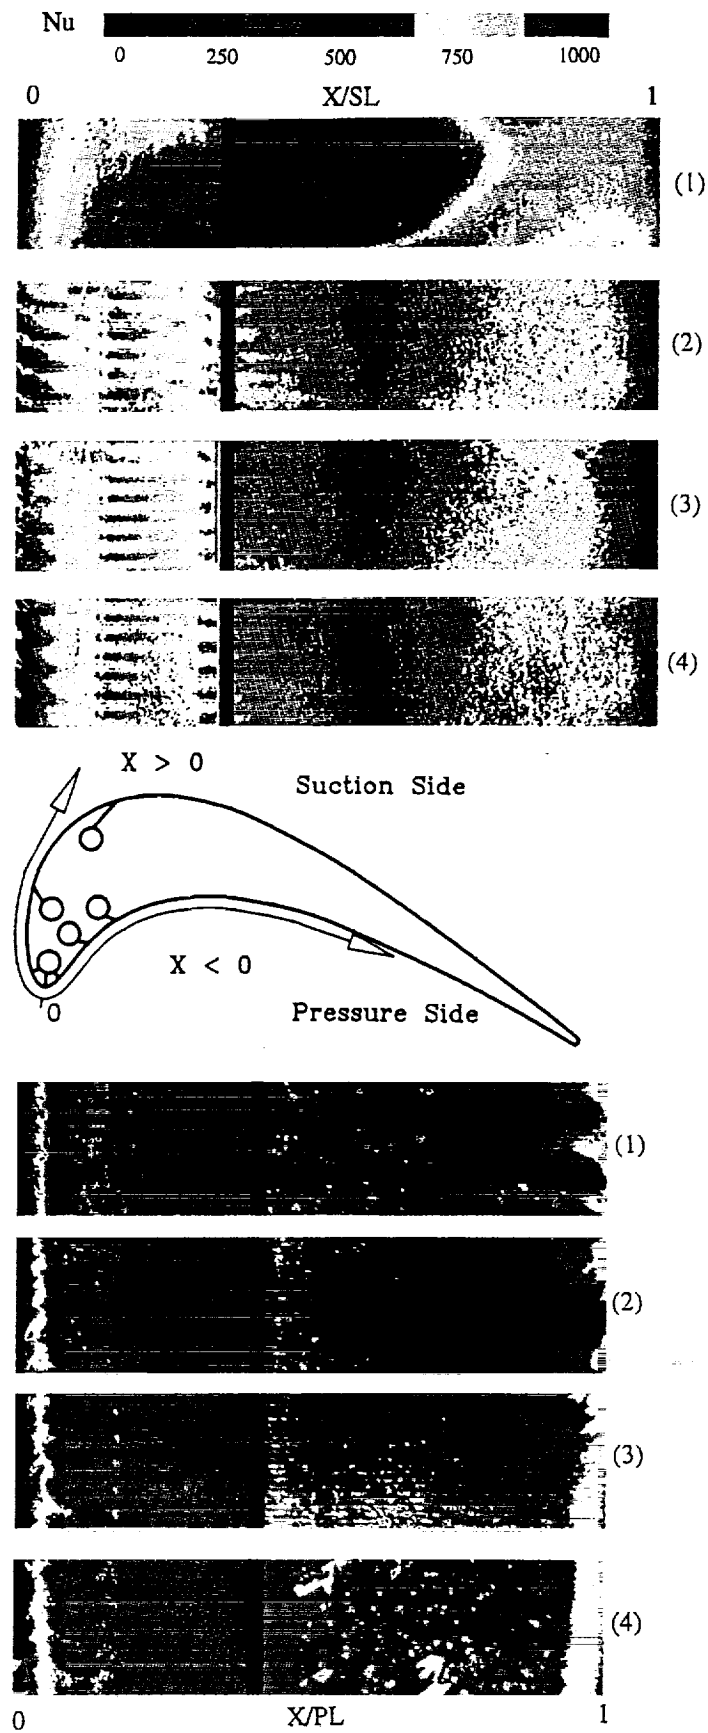 Nu
0 250 500 750 1000
0 X/SL 1
(1)
(2)
(3)
(4)
X > 0
Suction Side
X < 0
0
Pressure Side
(1)
(2)
(3)
(4)
0 X/PL 1